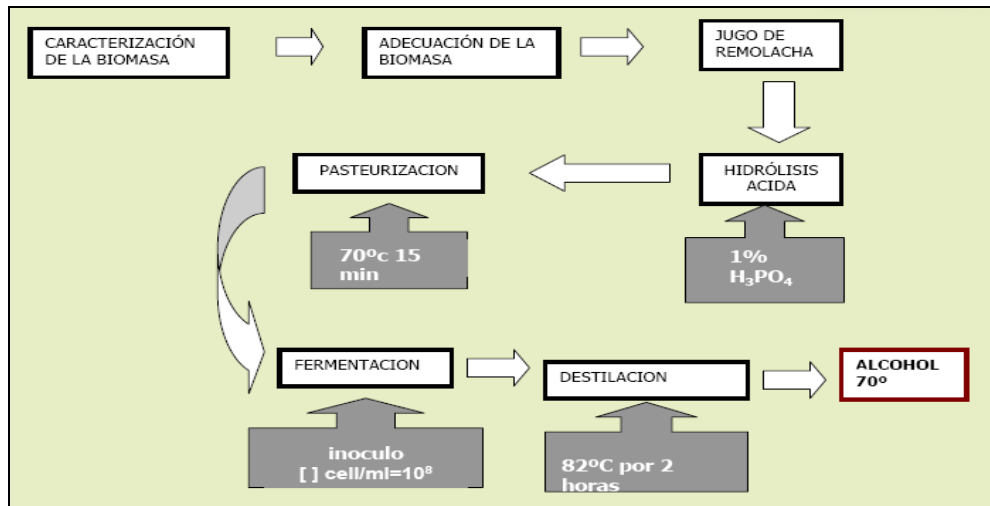 CARACTERIZACIÓN
DE LA BIOMASA
ADECUACIÓN DE LA
BIOMASA
JUGO DE
REMOLACHA
PASTEURIZACION
HIDRÓLISIS
ACIDA
70ºc 15
min
1%
H₃PO₄
FERMENTACION
DESTILACION
ALCOHOL
70º
inoculo
[ ] cell/ml=10⁸
82ºC por 2
horas